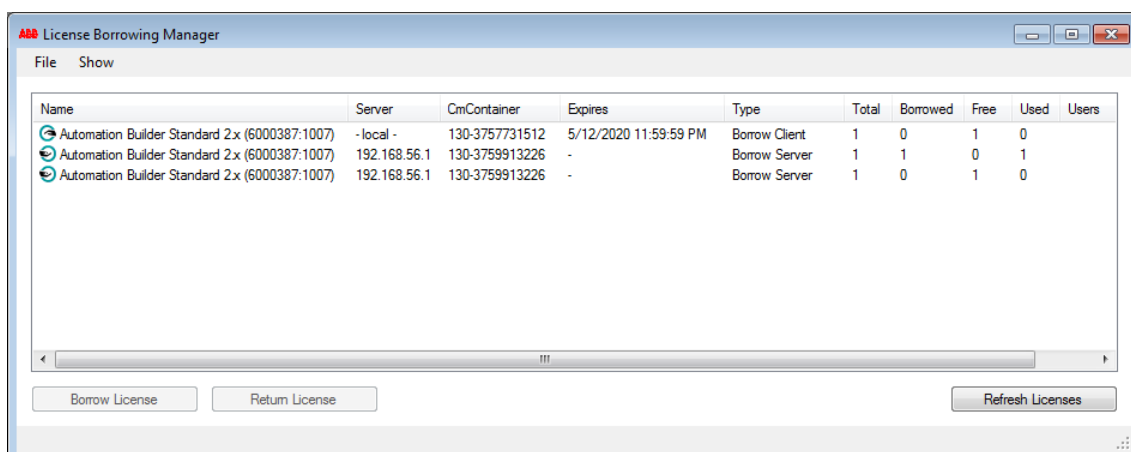 ABB License Borrowing Manager
File Show
Name Server CmContainer Expires Type Total Borrowed Free Used Users
Automation Builder Standard 2.x (6000387:1007) - local - 130-3757731512 5/12/2020 11:59:59 PM Borrow Client 1 0 1 0
Automation Builder Standard 2.x (6000387:1007) 192.168.56.1 130-3759913226 - Borrow Server 1 1 0 1
Automation Builder Standard 2.x (6000387:1007) 192.168.56.1 130-3759913226 - Borrow Server 1 0 1 0
Borrow License Return License Refresh Licenses